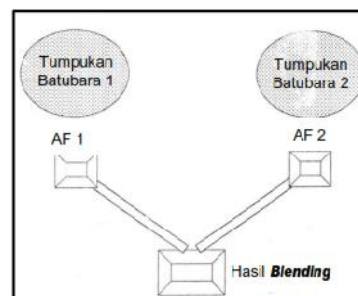 Tumpukan
Batubara 1
Tumpukan
Batubara 2
AF 1
AF 2
Hasil Blending